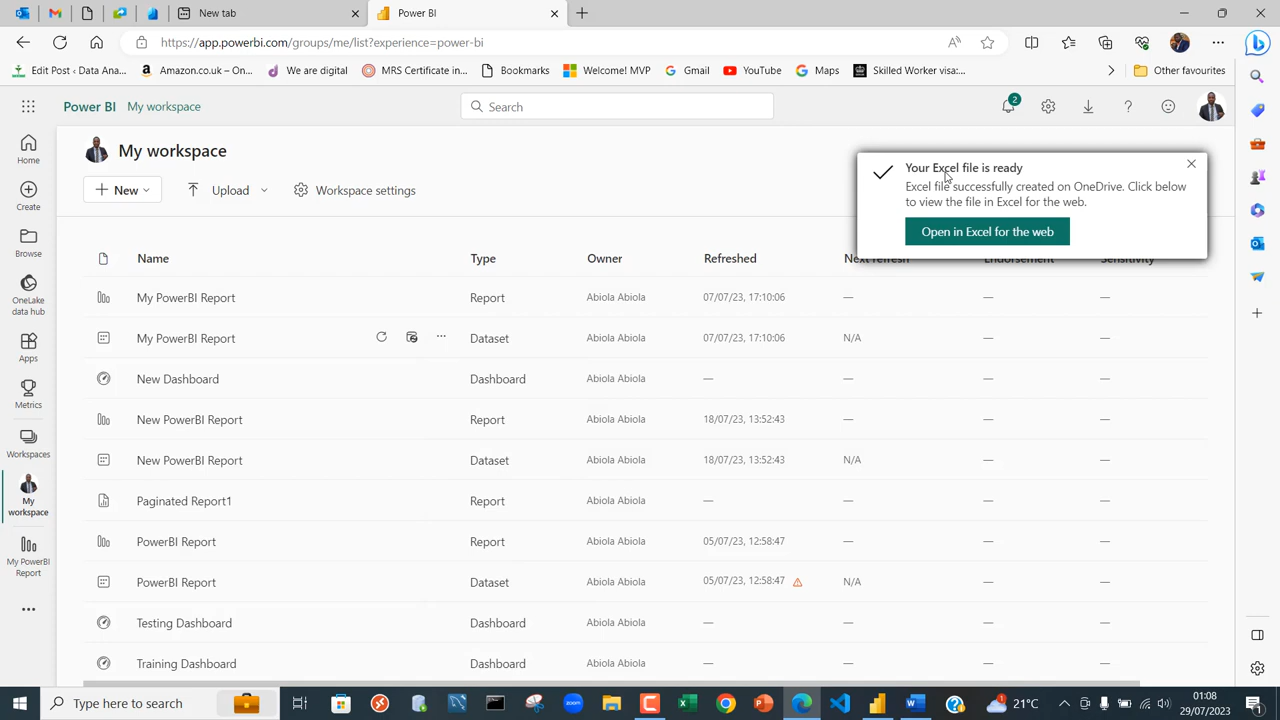 New tab
Power BI
https://app.powerbi.com/groups/me/list?experience=power-bi
Edit Post ‹ Data Ana...
Amazon.co.uk – On...
We are digital
MRS Certificate in...
Bookmarks
Welcome! MVP
Gmail
YouTube
Maps
Skilled Worker visa:...
Other favourites
Power BI
My workspace
Search
2
My workspace
New
Upload
Workspace settings
Your Excel file is ready
Excel file successfully created on OneDrive. Click below
to view the file in Excel for the web.
Open in Excel for the web
Home
Create
Browse
OneLake
data hub
Apps
Metrics
Workspaces
My
workspace
My PowerBI
Report
Name Type Owner Refreshed Next refresh Endorsement Sensitivity
My PowerBI Report Report Abiola Abiola 07/07/23, 17:10:06 — — —
My PowerBI Report Dataset Abiola Abiola 07/07/23, 17:10:06 N/A — —
New Dashboard Dashboard Abiola Abiola — — — —
New PowerBI Report Report Abiola Abiola 18/07/23, 13:52:43 — — —
New PowerBI Report Dataset Abiola Abiola 18/07/23, 13:52:43 N/A — —
Paginated Report1 Report Abiola Abiola — — — —
PowerBI Report Report Abiola Abiola 05/07/23, 12:58:47 — — —
PowerBI Report Dataset Abiola Abiola 05/07/23, 12:58:47 N/A — —
Testing Dashboard Dashboard Abiola Abiola — — — —
Training Dashboard Dashboard Abiola Abiola — — — —
Type here to search
21°C
01:08
29/07/2023